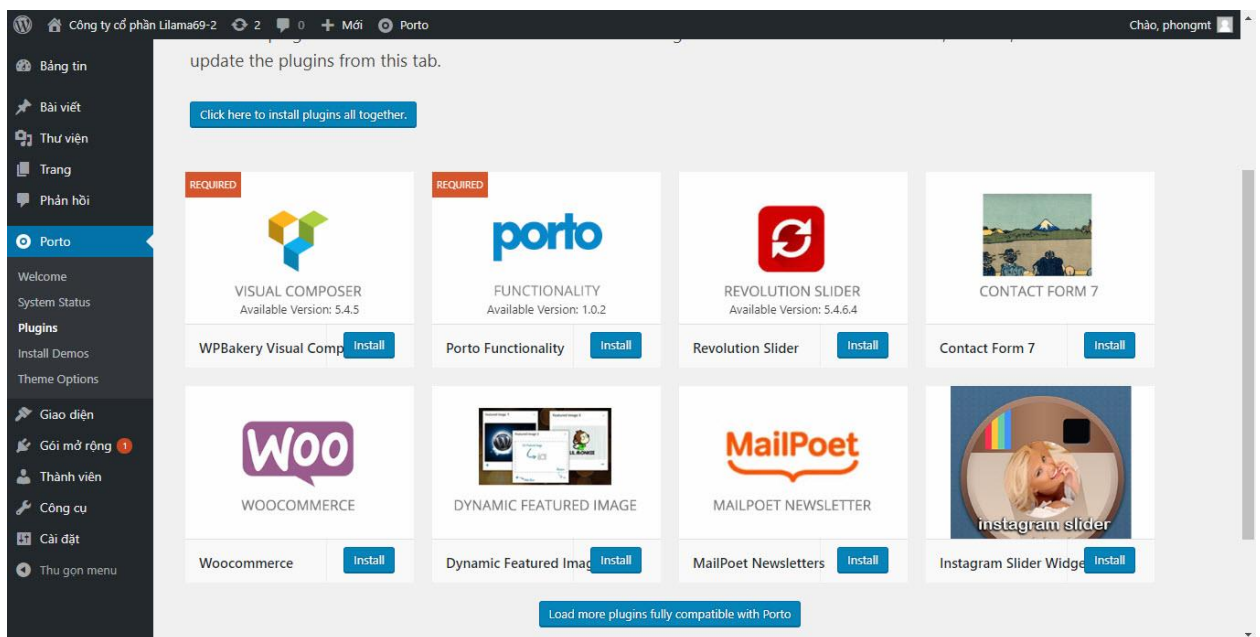 Công ty cổ phần Lilama69-2 2 0 Mới Porto Chào, phongmt
update the plugins from this tab.
Click here to install plugins all together.
Bảng tin
Bài viết
Thư viện
Trang
Phản hồi
Porto
Welcome
System Status
Plugins
Install Demos
Theme Options
Giao diện
Gói mở rộng 1
Thành viên
Công cụ
Cài đặt
Thu gọn menu
REQUIRED
VISUAL COMPOSER
Available Version: 5.4.5
WPBakery Visual Comp Install
REQUIRED
porto
FUNCTIONALITY
Available Version: 1.0.2
Porto Functionality Install
REVOLUTION SLIDER
Available Version: 5.4.6.4
Revolution Slider Install
CONTACT FORM 7
Contact Form 7 Install
WOO
WOOCOMMERCE
Woocommerce Install
DYNAMIC FEATURED IMAGE
Dynamic Featured Imag Install
MailPoet
MAILPOET NEWSLETTER
MailPoet Newsletters Install
instagram slider
Instagram Slider Widge Install
Load more plugins fully compatible with Porto